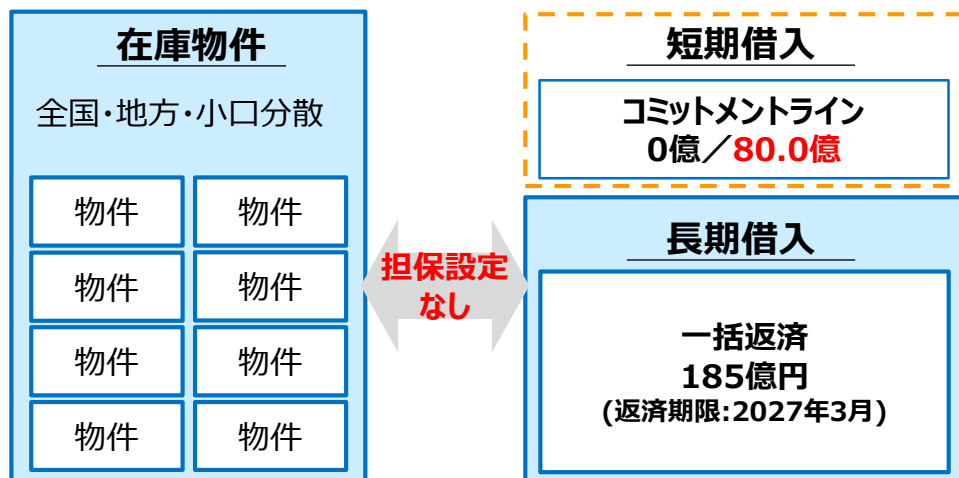 在庫物件
全国・地方・小口分散
物件
物件
物件
物件
物件
物件
物件
物件
担保設定
なし
短期借入
コミットメントライン
0億／80.0億
長期借入
一括返済
185億円
(返済期限:2027年3月)